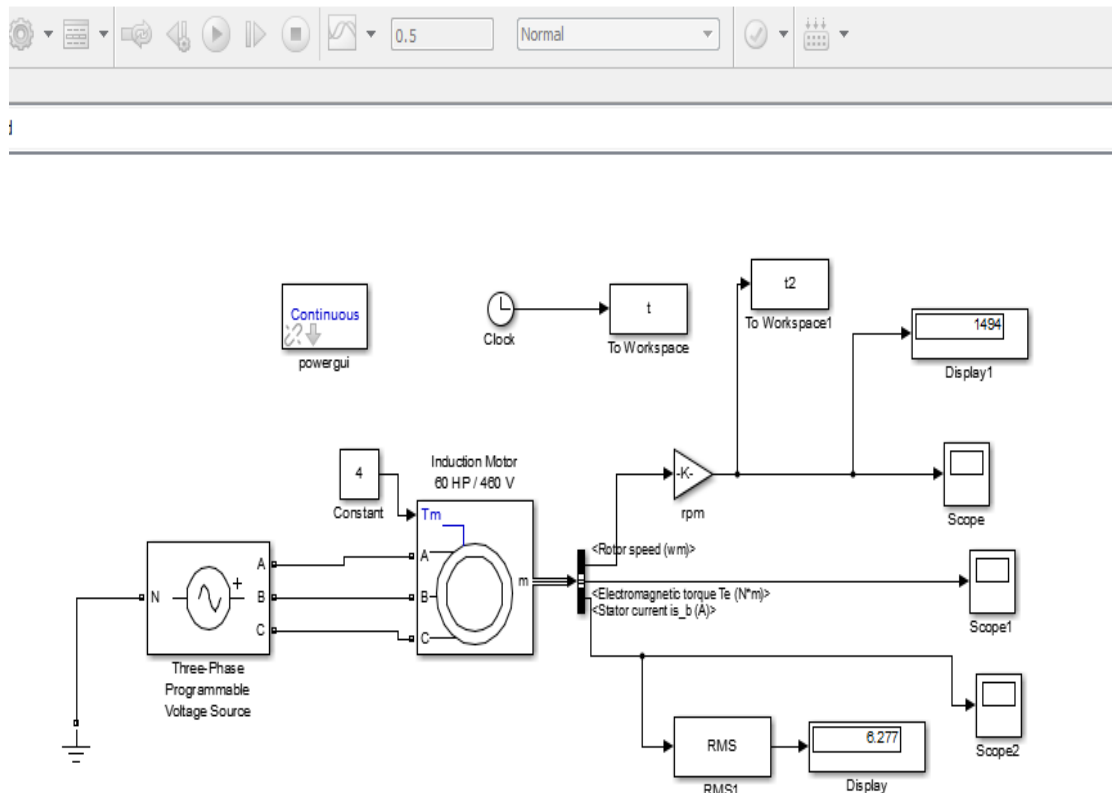 0.5
Normal
d
Continuous
powergui
Clock
t
To Workspace
t2
To Workspace1
1494
Display1
4
Constant
Induction Motor
60 HP / 460 V
Tm
A
B
C
m
-K-
rpm
Scope
<Rotor speed (wm)>
<Electromagnetic torque Te (N*m)>
<Stator current is_b (A)>
Scope1
N
A
B
C
+
Three-Phase
Programmable
Voltage Source
Scope2
RMS
RMS1
6.277
Display